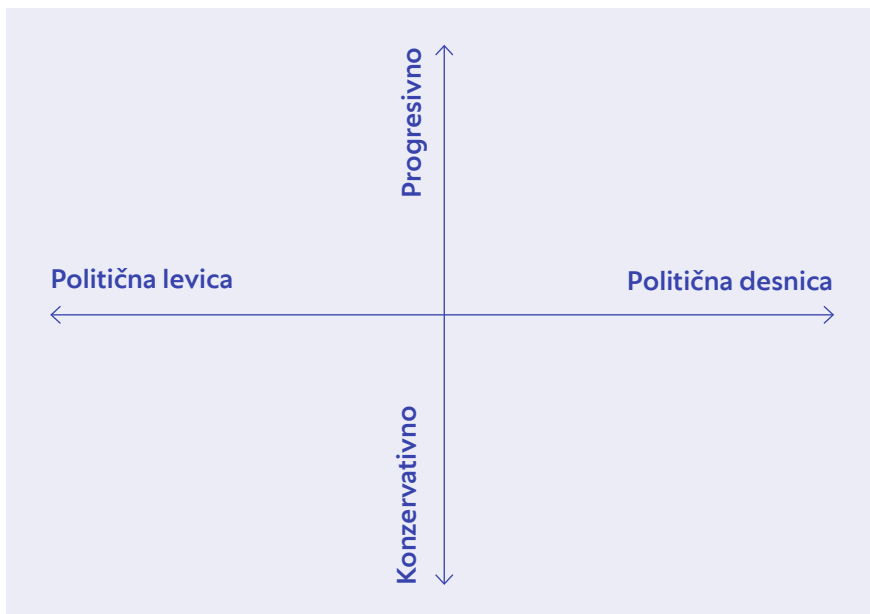 Progresivno
Politična levica
Politična desnica
Konzervativno